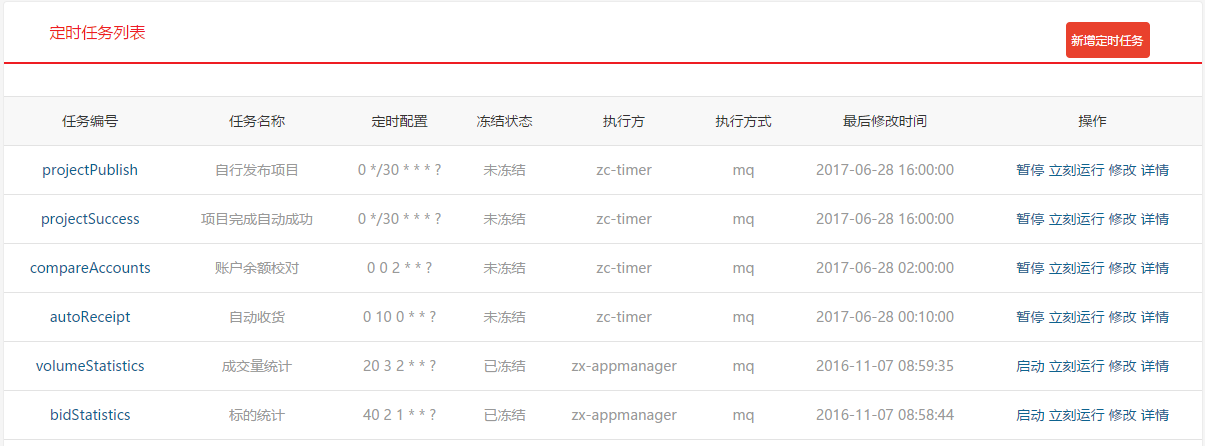 定时任务列表
新增定时任务
任务编号 任务名称 定时配置 冻结状态 执行方 执行方式 最后修改时间 操作
projectPublish 自行发布项目 0 */30 * * * ? 未冻结 zc-timer mq 2017-06-28 16:00:00 暂停 立刻运行 修改 详情
projectSuccess 项目完成自动成功 0 */30 * * * ? 未冻结 zc-timer mq 2017-06-28 16:00:00 暂停 立刻运行 修改 详情
compareAccounts 账户余额校对 0 0 2 * * ? 未冻结 zc-timer mq 2017-06-28 02:00:00 暂停 立刻运行 修改 详情
autoReceipt 自动收货 0 10 0 * * ? 未冻结 zc-timer mq 2017-06-28 00:10:00 暂停 立刻运行 修改 详情
volumeStatistics 成交量统计 20 3 2 * * ? 已冻结 zx-appmanager mq 2016-11-07 08:59:35 启动 立刻运行 修改 详情
bidStatistics 标的统计 40 2 1 * * ? 已冻结 zx-appmanager mq 2016-11-07 08:58:44 启动 立刻运行 修改 详情